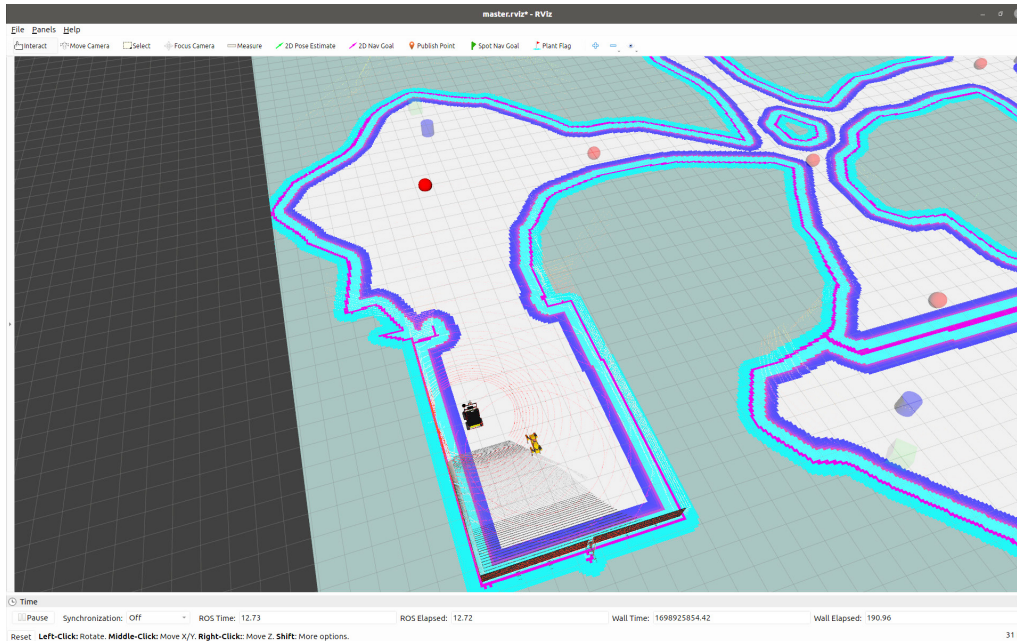 master.rviz* - RViz
File Panels Help
Interact Move Camera Select Focus Camera Measure 2D Pose Estimate 2D Nav Goal Publish Point Spot Nav Goal Plant Flag
Time
Pause Synchronization: Off ROS Time: 12.73 ROS Elapsed: 12.72 Wall Time: 1698925854.42 Wall Elapsed: 190.96
Reset Left-Click: Rotate. Middle-Click: Move X/Y. Right-Click:: Move Z. Shift: More options. 31